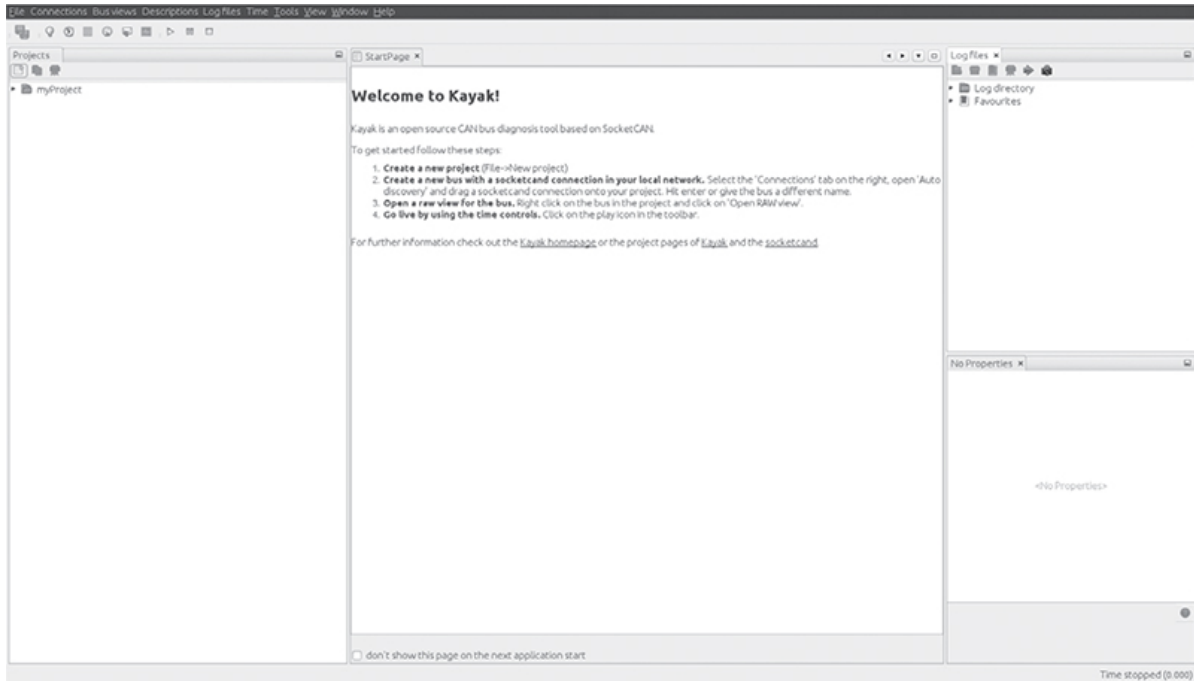 File Connections Bus views Descriptions Log files Time Tools View Window Help
Projects
myProject
StartPage
Welcome to Kayak!
Kayak is an open source CAN bus diagnosis tool based on SocketCAN.
To get started follow these steps:
1. Create a new project (File->New project)
2. Create a new bus with a socketcand connection in your local network. Select the 'Connections' tab on the right, open 'Auto
discovery' and drag a socketcand connection onto your project. Hit enter or give the bus a different name.
3. Open a raw view for the bus. Right click on the bus in the project and click on 'Open RAW view'.
4. Go live by using the time controls. Click on the play icon in the toolbar.
For further information check out the Kayak homepage or the project pages of Kayak and the socketcand.
don't show this page on the next application start
Log files
Log directory
Favourites
No Properties
<No Properties>
Time stopped (0.000)